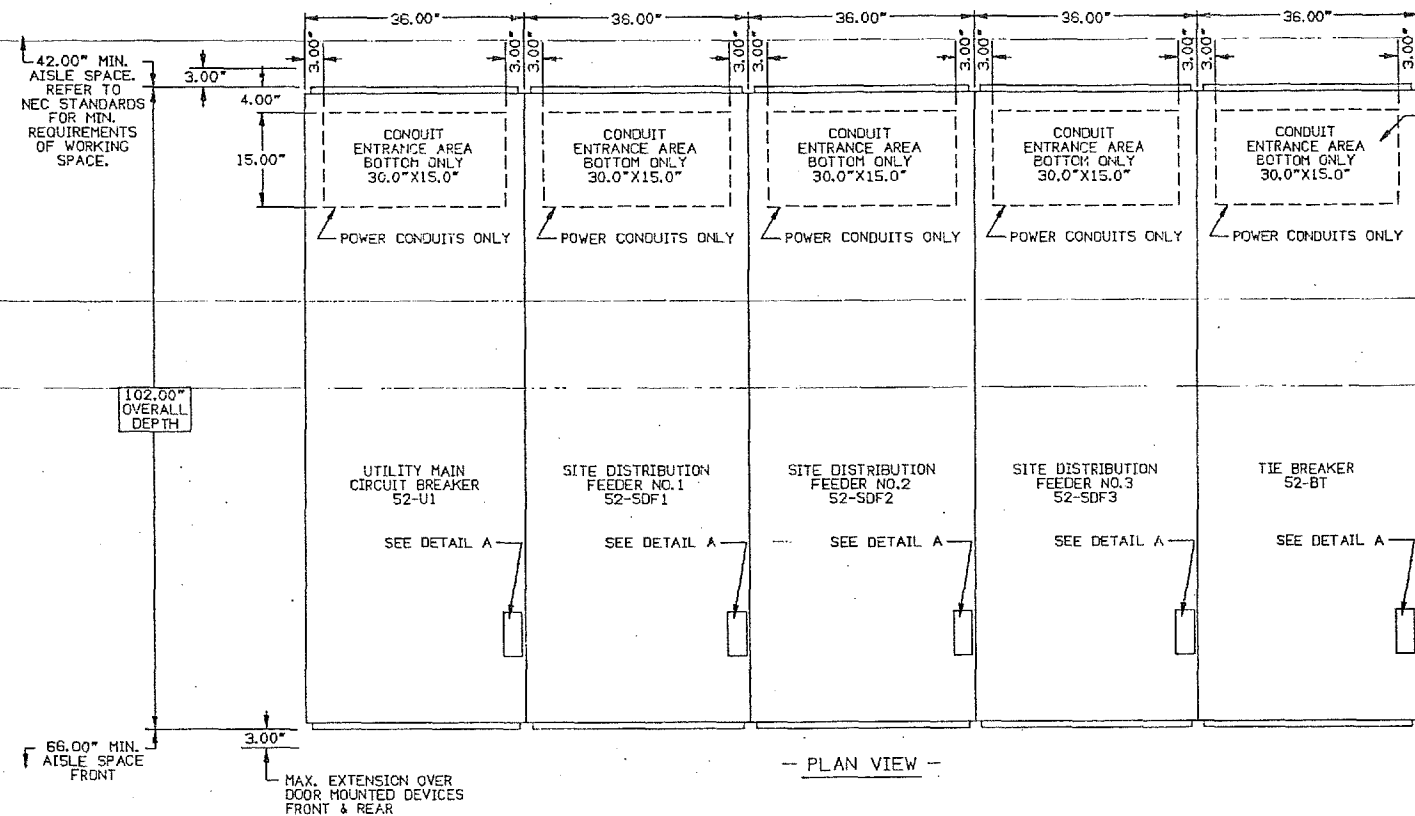 36.00" 36.00" 36.00" 36.00" 36.00"
3.00" 3.00" 3.00" 3.00" 3.00" 3.00" 3.00" 3.00" 3.00" 3.00"
42.00" MIN.
AISLE SPACE.
REFER TO
NEC STANDARDS
FOR MIN.
REQUIREMENTS
OF WORKING
SPACE.
3.00"
4.00"
15.00"
CONDUIT
ENTRANCE AREA
BOTTOM ONLY
30.0"X15.0"
CONDUIT
ENTRANCE AREA
BOTTOM ONLY
30.0"X15.0"
CONDUIT
ENTRANCE AREA
BOTTOM ONLY
30.0"X15.0"
CONDUIT
ENTRANCE AREA
BOTTOM ONLY
30.0"X15.0"
CONDUIT
ENTRANCE AREA
BOTTOM ONLY
30.0"X15.0"
POWER CONDUITS ONLY
POWER CONDUITS ONLY
POWER CONDUITS ONLY
POWER CONDUITS ONLY
POWER CONDUITS ONLY
102.00"
OVERALL
DEPTH
UTILITY MAIN
CIRCUIT BREAKER
52-U1
SITE DISTRIBUTION
FEEDER NO.1
52-SDF1
SITE DISTRIBUTION
FEEDER NO.2
52-SDF2
SITE DISTRIBUTION
FEEDER NO.3
52-SDF3
TIE BREAKER
52-BT
SEE DETAIL A
SEE DETAIL A
SEE DETAIL A
SEE DETAIL A
SEE DETAIL A
66.00" MIN.
AISLE SPACE
FRONT
3.00"
MAX. EXTENSION OVER
DOOR MOUNTED DEVICES
FRONT & REAR
- PLAN VIEW -